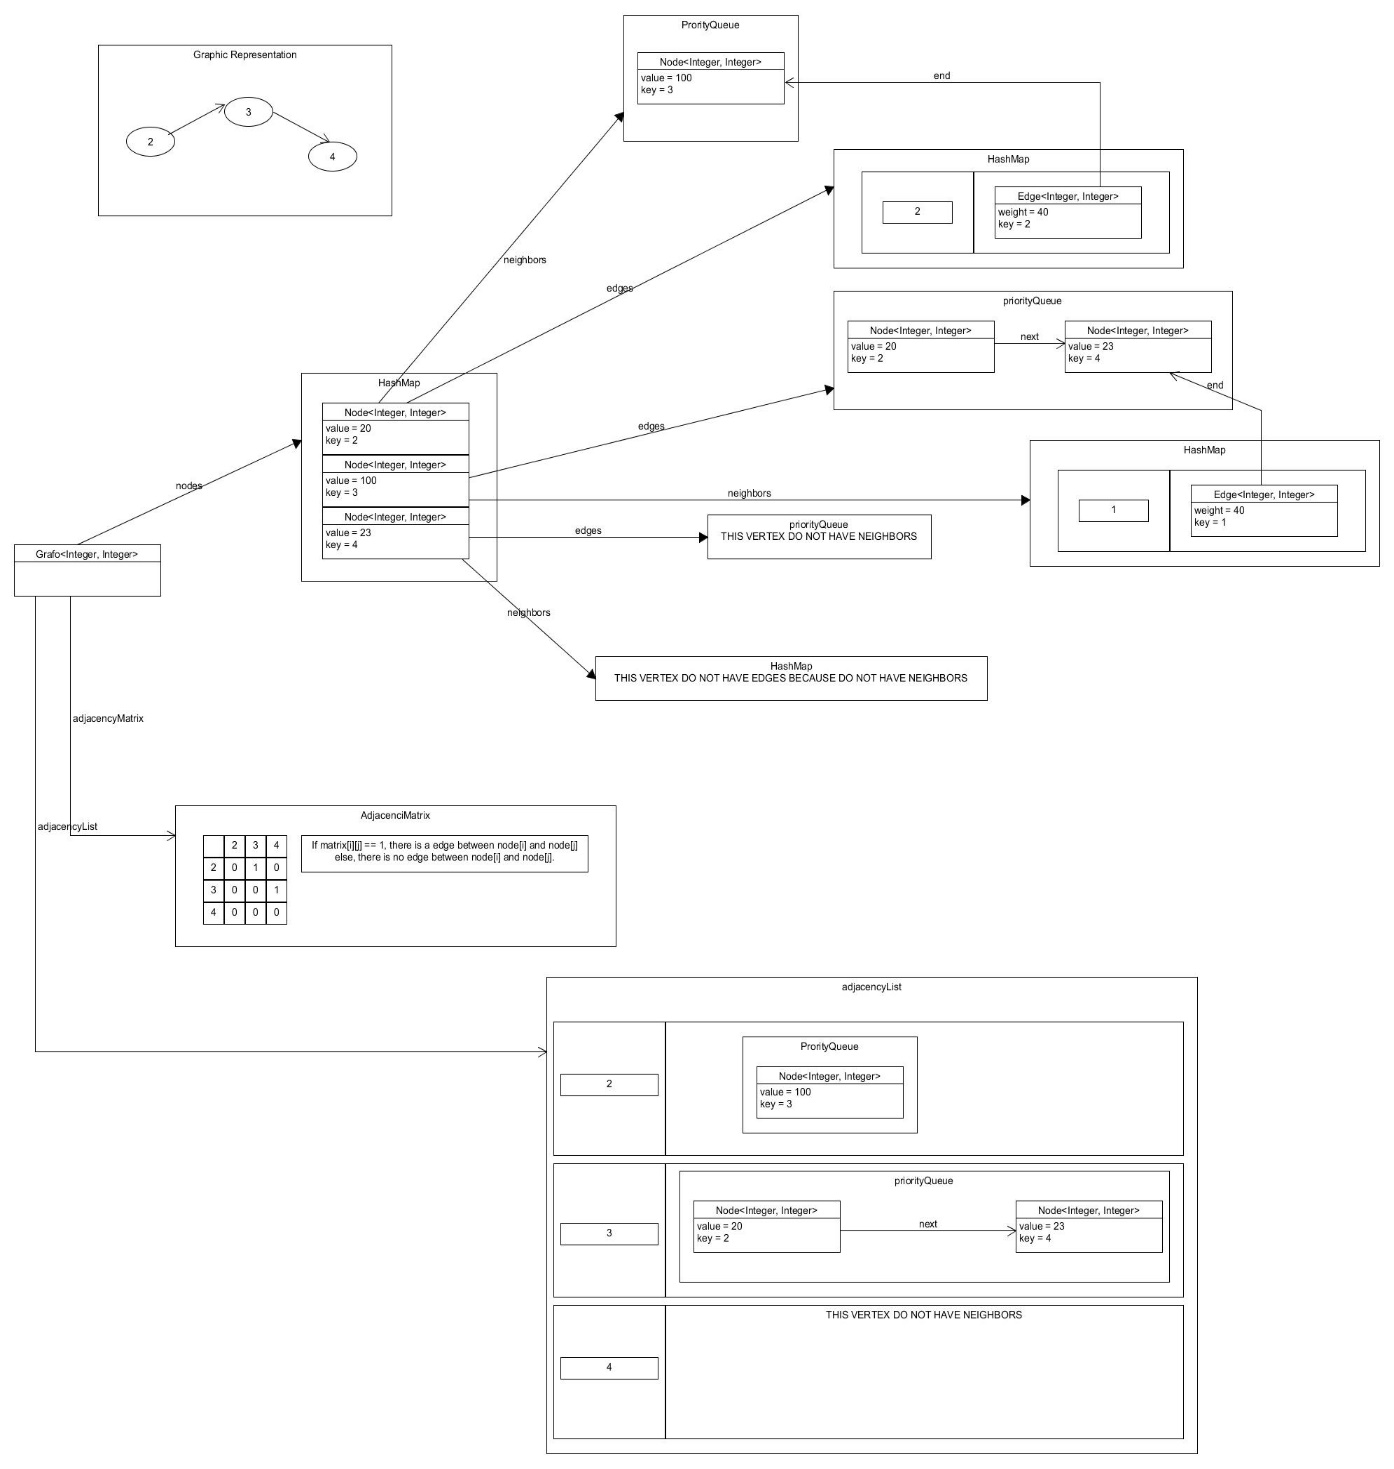 Graphic Representation
2
3
4
ProrityQueue
Node<Integer, Integer>
value = 100
key = 3
end
HashMap
2
Edge<Integer, Integer>
weight = 40
key = 2
neighbors
edges
priorityQueue
Node<Integer, Integer>
value = 20
key = 2
next
Node<Integer, Integer>
value = 23
key = 4
end
HashMap
1
Edge<Integer, Integer>
weight = 40
key = 1
HashMap
Node<Integer, Integer>
value = 20
key = 2
Node<Integer, Integer>
value = 100
key = 3
Node<Integer, Integer>
value = 23
key = 4
edges
neighbors
edges
priorityQueue
THIS VERTEX DO NOT HAVE NEIGHBORS
neighbors
HashMap
THIS VERTEX DO NOT HAVE EDGES BECAUSE DO NOT HAVE NEIGHBORS
nodes
Grafo<Integer, Integer>
adjacencyMatrix
adjacencyList
AdjacenciMatrix
2 3 4
2 0 1 0
3 0 0 1
4 0 0 0
If matrix[i][j] == 1, there is a edge between node[i] and node[j]
else, there is no edge between node[i] and node[j].
adjacencyList
2
ProrityQueue
Node<Integer, Integer>
value = 100
key = 3
3
priorityQueue
Node<Integer, Integer>
value = 20
key = 2
next
Node<Integer, Integer>
value = 23
key = 4
4
THIS VERTEX DO NOT HAVE NEIGHBORS